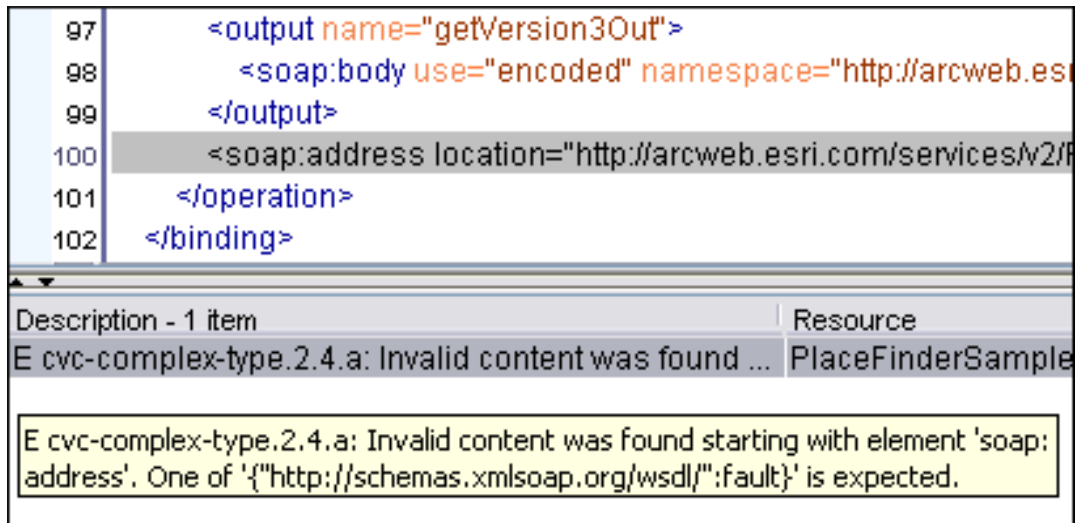 97 <output name="getVersion3Out">
98 <soap:body use="encoded" namespace="http://arcweb.esri
99 </output>
100 <soap:address location="http://arcweb.esri.com/services/v2/
101 </operation>
102 </binding>
Description - 1 item Resource
E cvc-complex-type.2.4.a: Invalid content was found ... PlaceFinderSample
E cvc-complex-type.2.4.a: Invalid content was found starting with element 'soap:
address'. One of '{"http://schemas.xmlsoap.org/wsdl/":fault}' is expected.